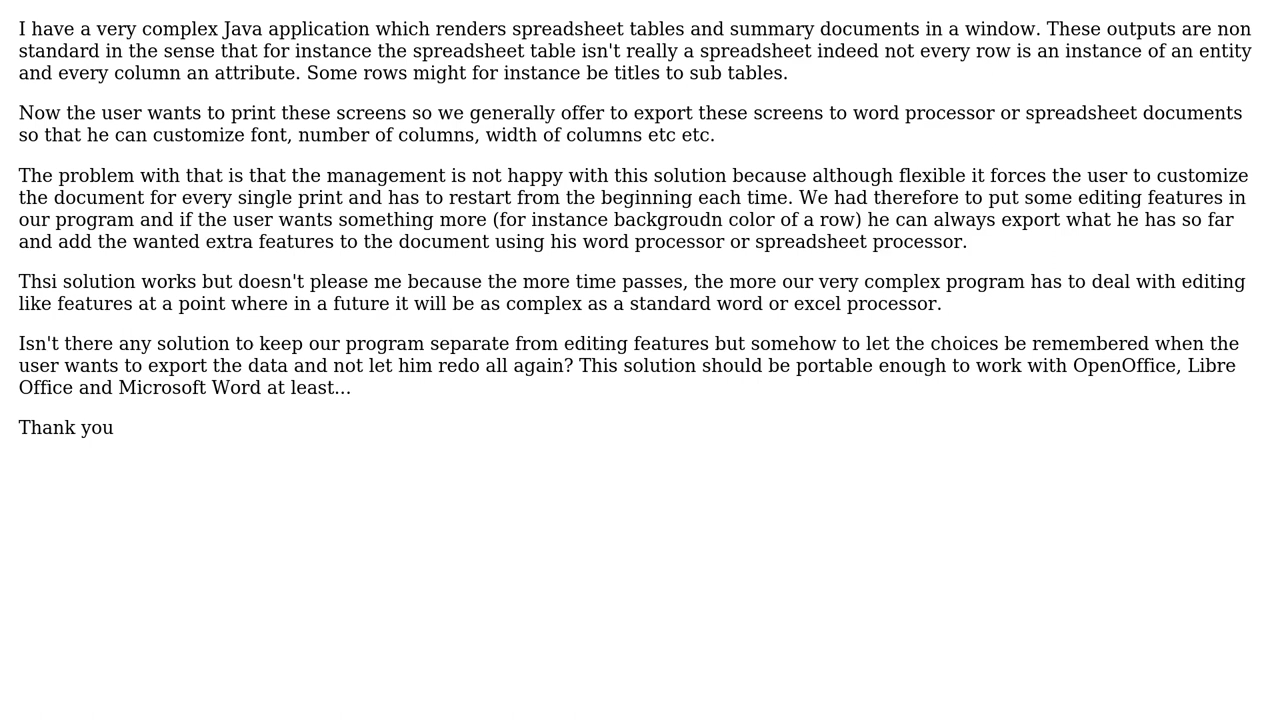 I have a very complex Java application which renders spreadsheet tables and summary documents in a window. These outputs are non
standard in the sense that for instance the spreadsheet table isn't really a spreadsheet indeed not every row is an instance of an entity
and every column an attribute. Some rows might for instance be titles to sub tables.
Now the user wants to print these screens so we generally offer to export these screens to word processor or spreadsheet documents
so that he can customize font, number of columns, width of columns etc etc.
The problem with that is that the management is not happy with this solution because although flexible it forces the user to customize
the document for every single print and has to restart from the beginning each time. We had therefore to put some editing features in
our program and if the user wants something more (for instance backgroudn color of a row) he can always export what he has so far
and add the wanted extra features to the document using his word processor or spreadsheet processor.
Thsi solution works but doesn't please me because the more time passes, the more our very complex program has to deal with editing
like features at a point where in a future it will be as complex as a standard word or excel processor.
Isn't there any solution to keep our program separate from editing features but somehow to let the choices be remembered when the
user wants to export the data and not let him redo all again? This solution should be portable enough to work with OpenOffice, Libre
Office and Microsoft Word at least...
Thank you